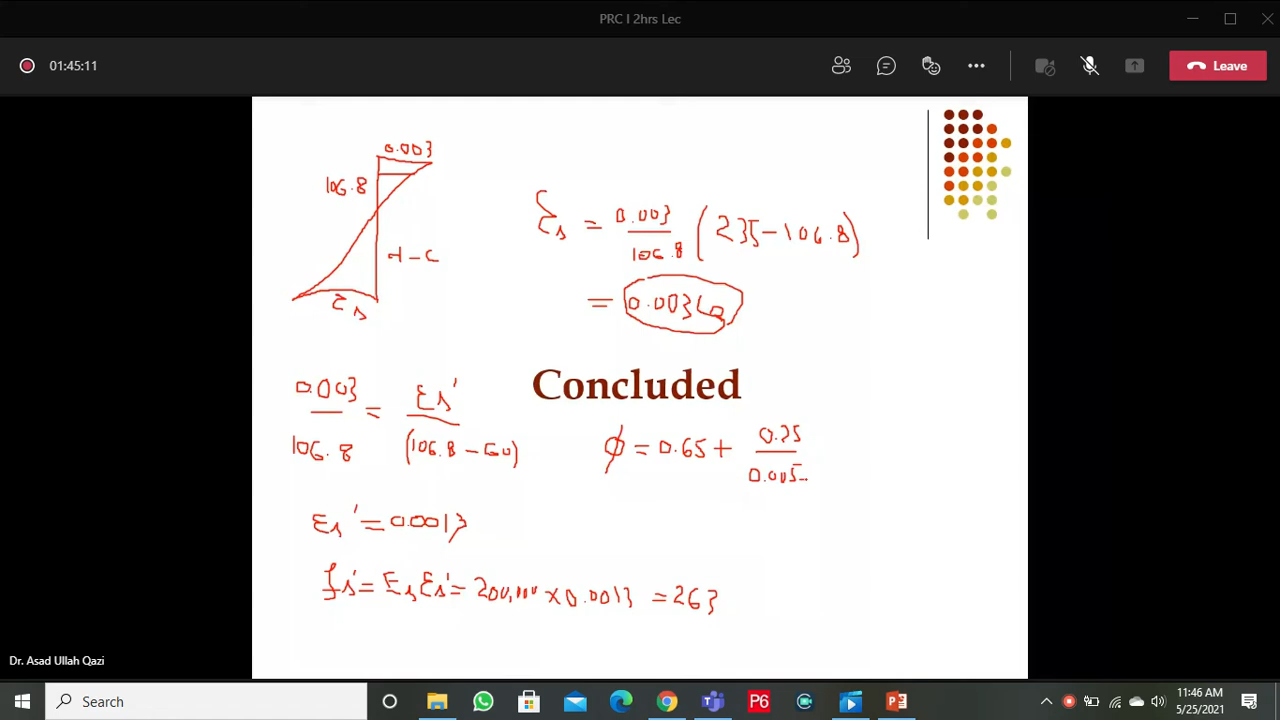 PRC I 2hrs Lec
01:45:11
Leave
0.003
106.8
d-c
εs
εs = 0.003 / 106.8 (235-106.8)
= 0.0036
Concluded
0.003 / 106.8 = εs' / (106.8-60)
φ = 0.65 + 0.25 / 0.005-
εs' = 0.0013
fs' = Es εs' = 200,000 × 0.0013 = 263
Dr. Asad Ullah Qazi
Search
P6
11:46 AM
5/25/2021